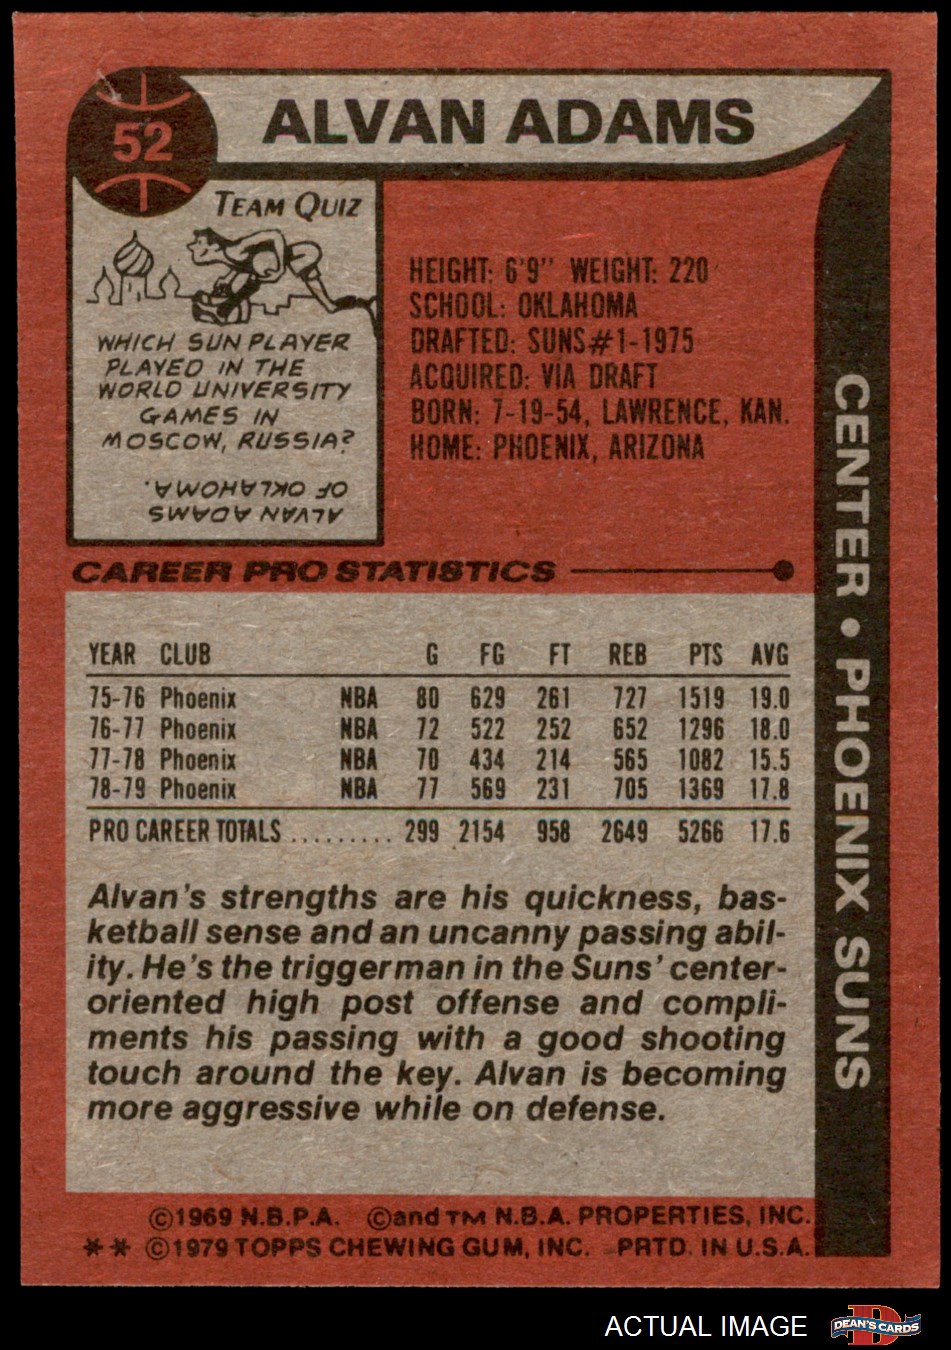 52
ALVAN ADAMS
TEAM QUIZ
WHICH SUN PLAYER
PLAYED IN THE
WORLD UNIVERSITY
GAMES IN
MOSCOW, RUSSIA?
ALVAN ADAMS
OF OKLAHOMA.
HEIGHT: 6'9" WEIGHT: 220
SCHOOL: OKLAHOMA
DRAFTED: SUNS#1-1975
ACQUIRED: VIA DRAFT
BORN: 7-19-54, LAWRENCE, KAN.
HOME: PHOENIX, ARIZONA
CENTER • PHOENIX SUNS
CAREER PRO STATISTICS
YEAR CLUB G FG FT REB PTS AVG
75-76 Phoenix NBA 80 629 261 727 1519 19.0
76-77 Phoenix NBA 72 522 252 652 1296 18.0
77-78 Phoenix NBA 70 434 214 565 1082 15.5
78-79 Phoenix NBA 77 569 231 705 1369 17.8
PRO CAREER TOTALS ......... 299 2154 958 2649 5266 17.6
Alvan's strengths are his quickness, bas-
ketball sense and an uncanny passing abil-
ity. He's the triggerman in the Suns' center-
oriented high post offense and compli-
ments his passing with a good shooting
touch around the key. Alvan is becoming
more aggressive while on defense.
©1969 N.B.P.A. ©and TM N.B.A. PROPERTIES, INC.
** ©1979 TOPPS CHEWING GUM, INC. PRTD. IN U.S.A.
ACTUAL IMAGE
D
DEAN'S CARDS